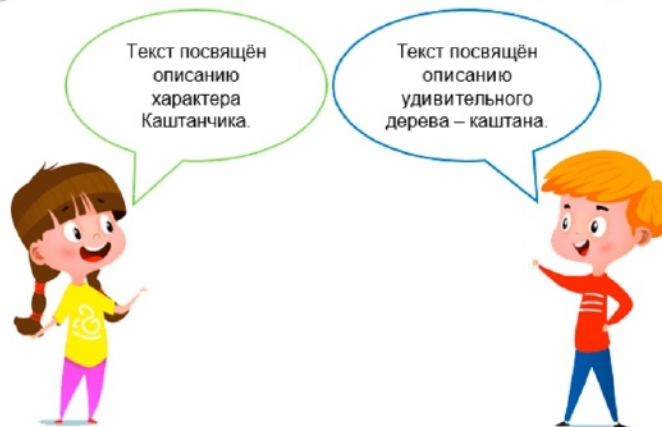 Текст посвящён
описанию
характера
Каштанчика.
Текст посвящён
описанию
удивительного
дерева – каштана.